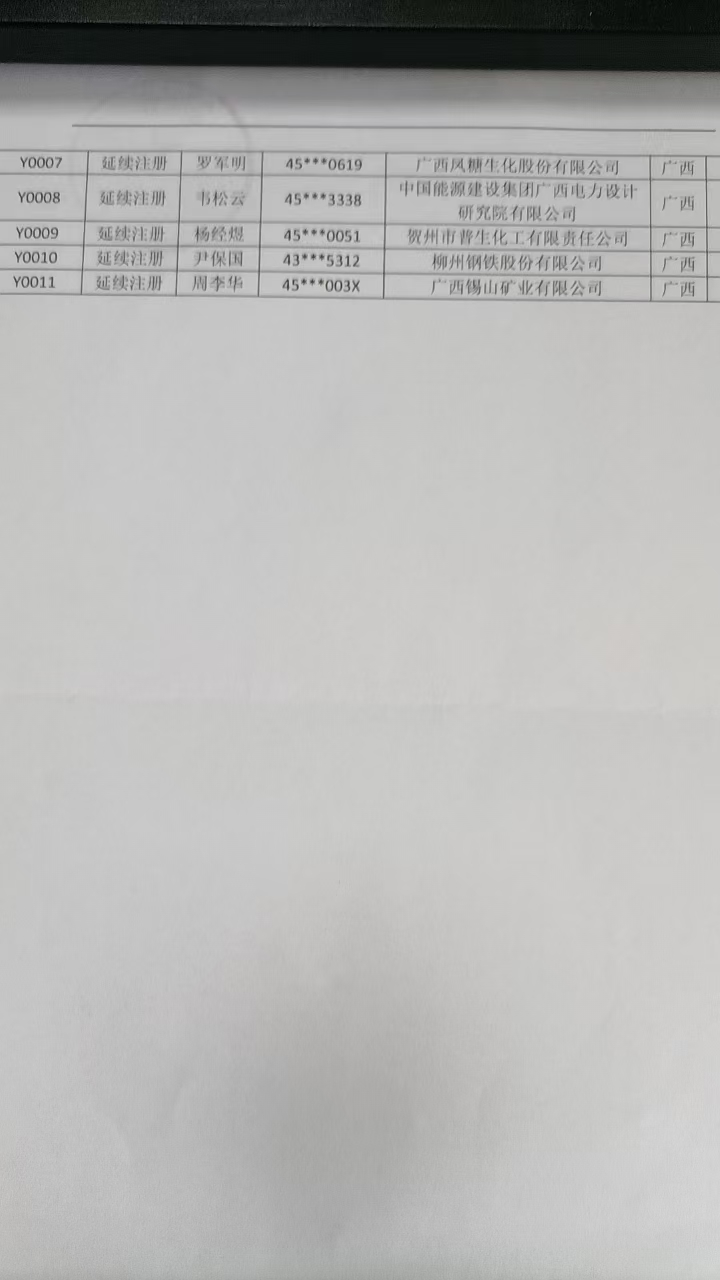 Y0007 延续注册 罗军明 45***0619 广西凤糖生化股份有限公司 广西
Y0008 延续注册 韦松云 45***3338 中国能源建设集团广西电力设计 广西
研究院有限公司
Y0009 延续注册 杨经煜 45***0051 贺州市普生化工有限责任公司 广西
Y0010 延续注册 尹保国 43***5312 柳州钢铁股份有限公司 广西
Y0011 延续注册 周李华 45***003X 广西锡山矿业有限公司 广西